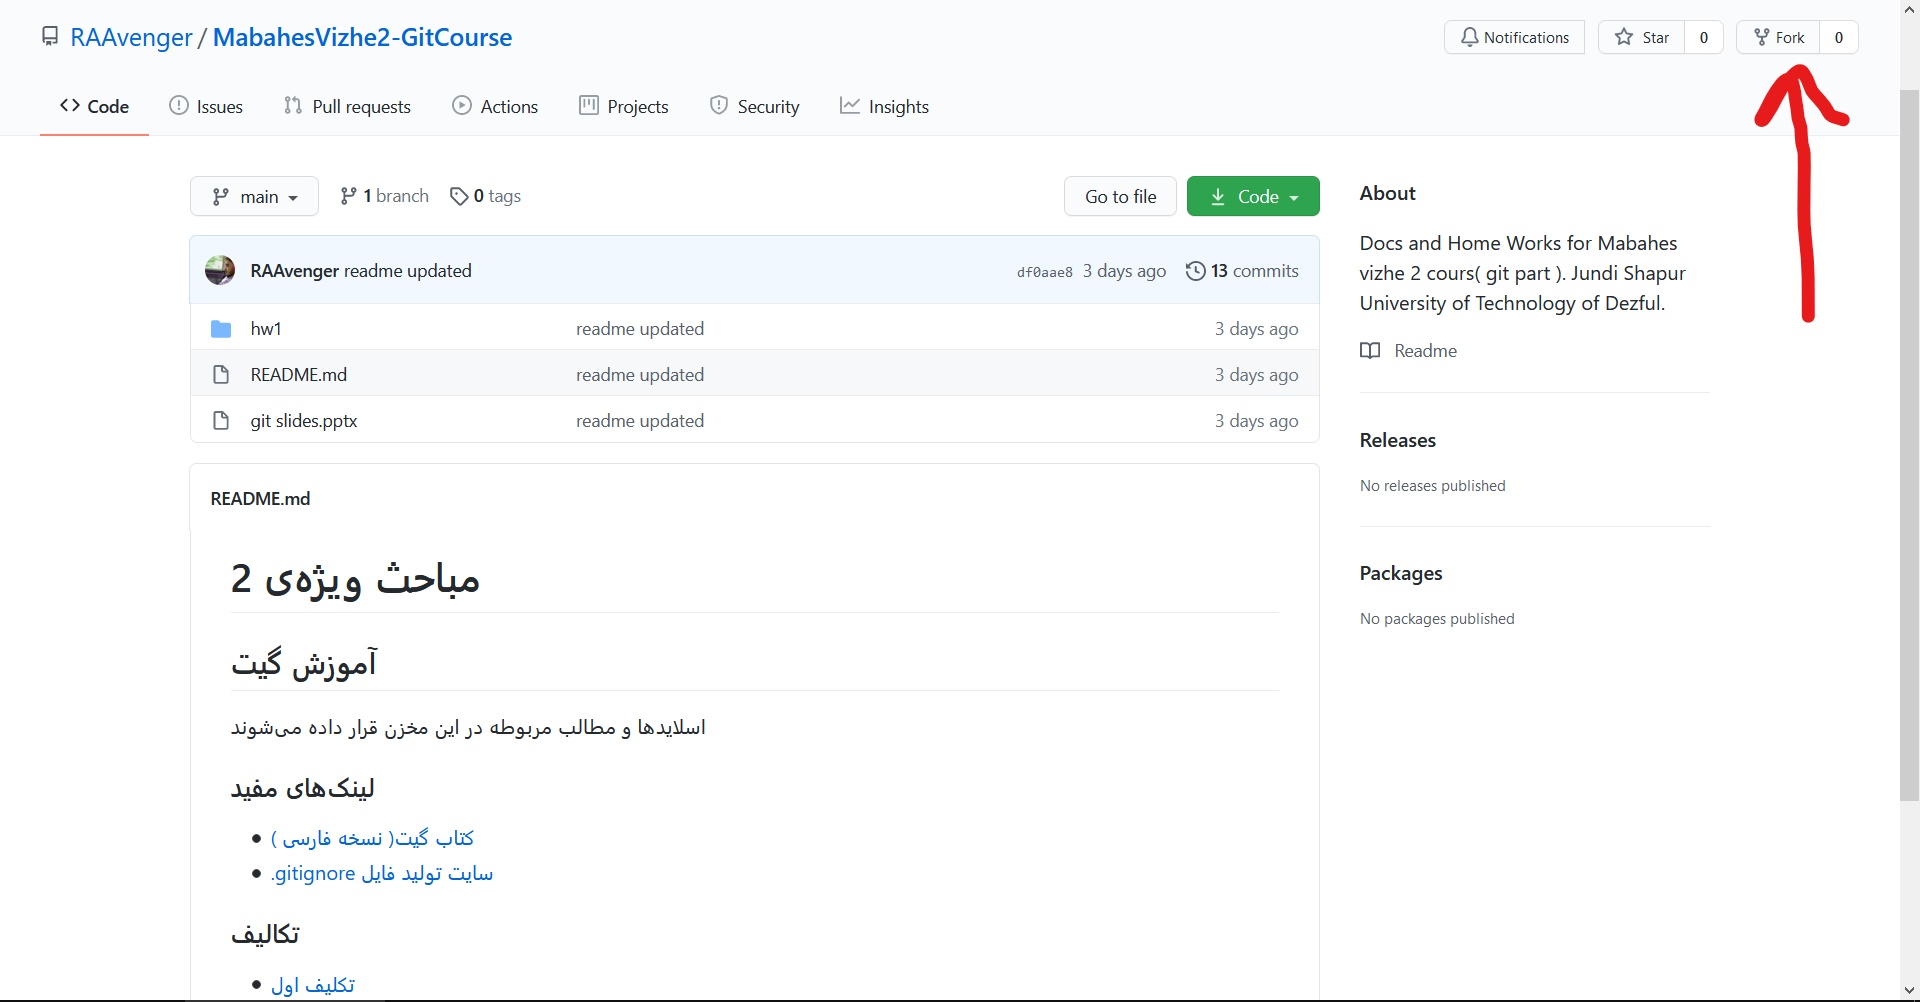 RAAvenger / MabahesVizhe2-GitCourse
Notifications
Star 0
Fork 0
Code Issues Pull requests Actions Projects Security Insights
main 1 branch 0 tags Go to file Code
RAAvenger readme updated df0aae8 3 days ago 13 commits
hw1 readme updated 3 days ago
README.md readme updated 3 days ago
git slides.pptx readme updated 3 days ago
README.md
مباحث ویژه‌ی 2
آموزش گیت
اسلایدها و مطالب مربوطه در این مخزن قرار داده می‌شوند
لینک‌های مفید
کتاب گیت( نسخه فارسی )
سایت تولید فایل gitignore.
تکالیف
تکلیف اول
About
Docs and Home Works for Mabahes
vizhe 2 cours( git part ). Jundi Shapur
University of Technology of Dezful.
Readme
Releases
No releases published
Packages
No packages published